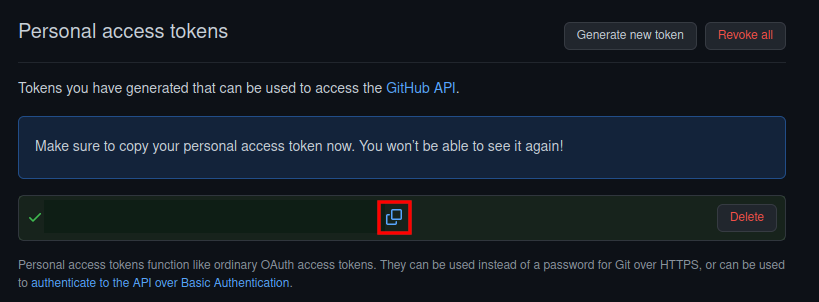 Personal access tokens
Generate new token
Revoke all
Tokens you have generated that can be used to access the GitHub API.
Make sure to copy your personal access token now. You won't be able to see it again!
Delete
Personal access tokens function like ordinary OAuth access tokens. They can be used instead of a password for Git over HTTPS, or can be used
to authenticate to the API over Basic Authentication.